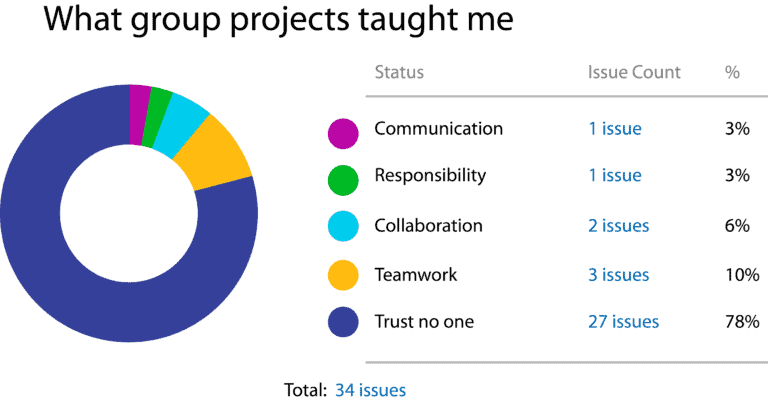 What group projects taught me
Status Issue Count %
Communication 1 issue 3%
Responsibility 1 issue 3%
Collaboration 2 issues 6%
Teamwork 3 issues 10%
Trust no one 27 issues 78%
Total: 34 issues